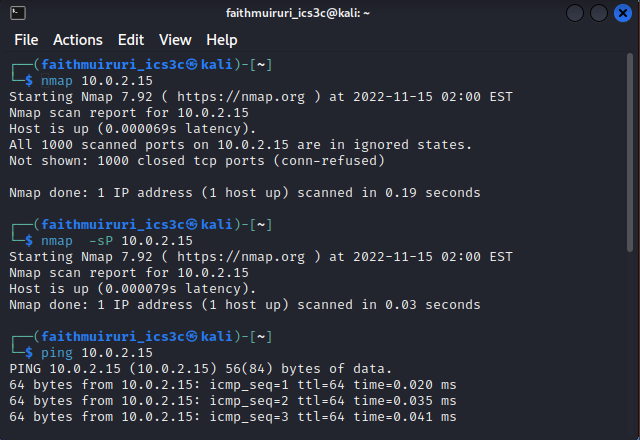 faithmuiruri_ics3c@kali: ~
File Actions Edit View Help
┌──(faithmuiruri_ics3c㉿kali)-[~]
└─$ nmap 10.0.2.15
Starting Nmap 7.92 ( https://nmap.org ) at 2022-11-15 02:00 EST
Nmap scan report for 10.0.2.15
Host is up (0.000069s latency).
All 1000 scanned ports on 10.0.2.15 are in ignored states.
Not shown: 1000 closed tcp ports (conn-refused)
Nmap done: 1 IP address (1 host up) scanned in 0.19 seconds
┌──(faithmuiruri_ics3c㉿kali)-[~]
└─$ nmap  -sP 10.0.2.15
Starting Nmap 7.92 ( https://nmap.org ) at 2022-11-15 02:00 EST
Nmap scan report for 10.0.2.15
Host is up (0.000079s latency).
Nmap done: 1 IP address (1 host up) scanned in 0.03 seconds
┌──(faithmuiruri_ics3c㉿kali)-[~]
└─$ ping 10.0.2.15
PING 10.0.2.15 (10.0.2.15) 56(84) bytes of data.
64 bytes from 10.0.2.15: icmp_seq=1 ttl=64 time=0.020 ms
64 bytes from 10.0.2.15: icmp_seq=2 ttl=64 time=0.035 ms
64 bytes from 10.0.2.15: icmp_seq=3 ttl=64 time=0.041 ms